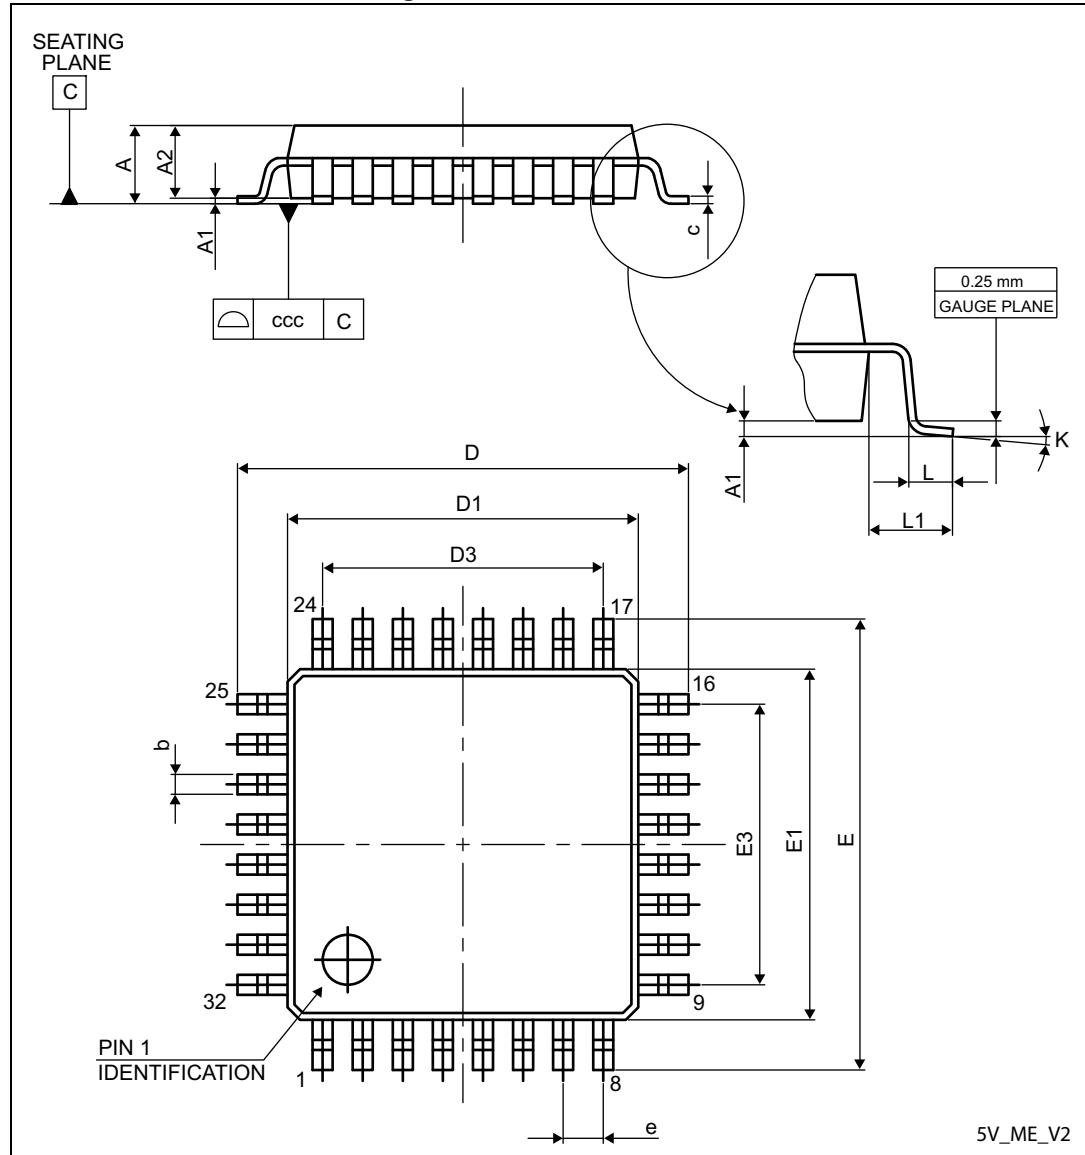 SEATING
PLANE
C
A
A2
A1
c
ccc C
0.25 mm
GAUGE PLANE
K
A1
L
L1
D
D1
D3
24
17
25
16
b
E3
E1
E
32
9
PIN 1
IDENTIFICATION
1
8
e
5V_ME_V2